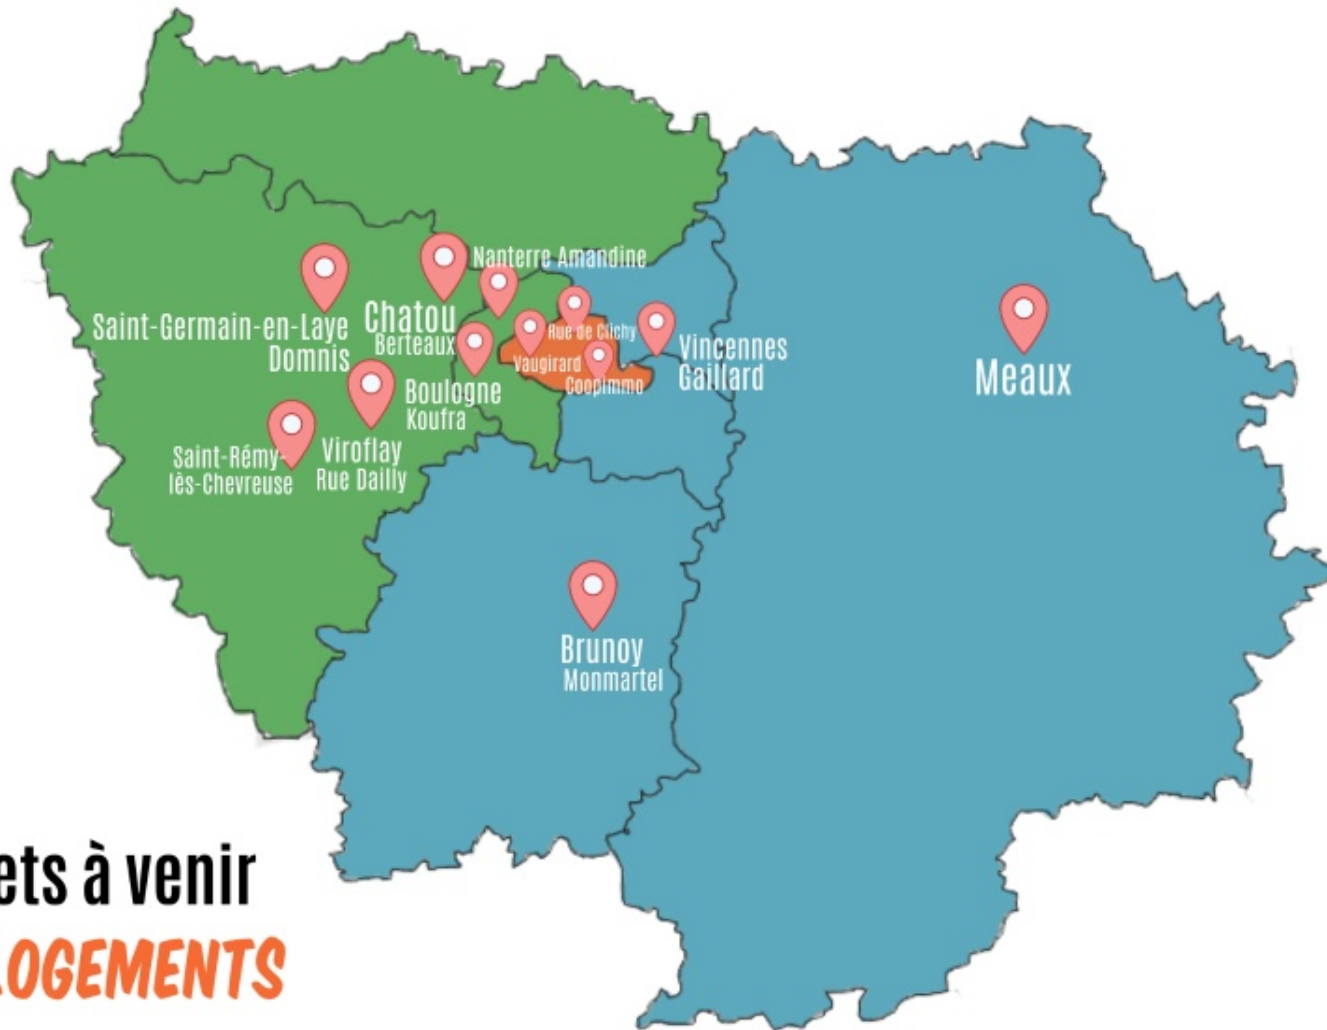 Nanterre Amandine
Saint-Germain-en-Laye
Domnis
Chatou
Berteaux
Rue de Clichy
Vaugirard
Coopimmo
Vincennes
Gaillard
Meaux
Boulogne
Koufra
Viroflay
Rue Dailly
Saint-Rémy-
lès-Chevreuse
Brunoy
Monmartel
ets à venir
LOGEMENTS